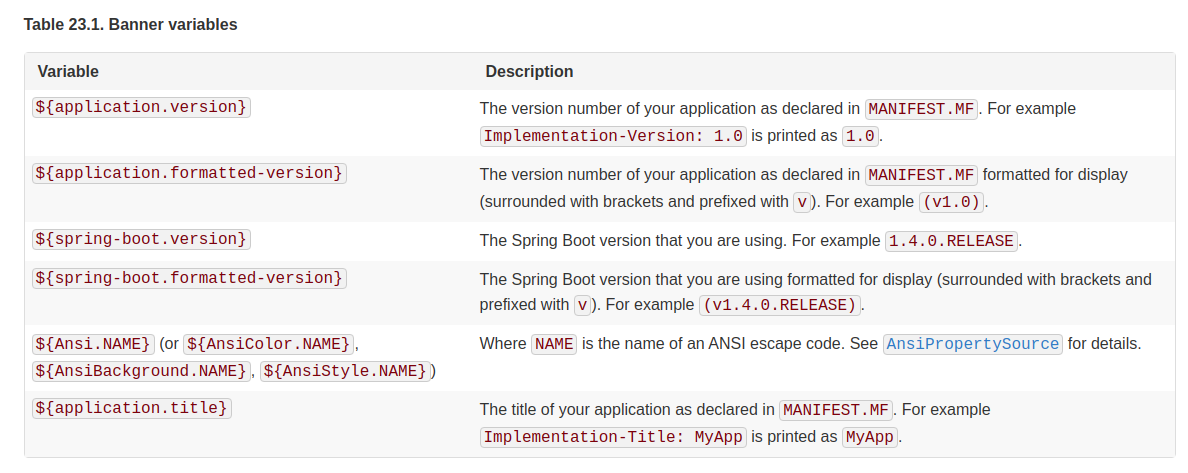 Table 23.1. Banner variables
Variable Description
${application.version} The version number of your application as declared in MANIFEST.MF. For example
Implementation-Version: 1.0 is printed as 1.0.
${application.formatted-version} The version number of your application as declared in MANIFEST.MF formatted for display
(surrounded with brackets and prefixed with v). For example (v1.0).
${spring-boot.version} The Spring Boot version that you are using. For example 1.4.0.RELEASE.
${spring-boot.formatted-version} The Spring Boot version that you are using formatted for display (surrounded with brackets and
prefixed with v). For example (v1.4.0.RELEASE).
${Ansi.NAME} (or ${AnsiColor.NAME}, Where NAME is the name of an ANSI escape code. See AnsiPropertySource for details.
${AnsiBackground.NAME}, ${AnsiStyle.NAME})
${application.title} The title of your application as declared in MANIFEST.MF. For example
Implementation-Title: MyApp is printed as MyApp.